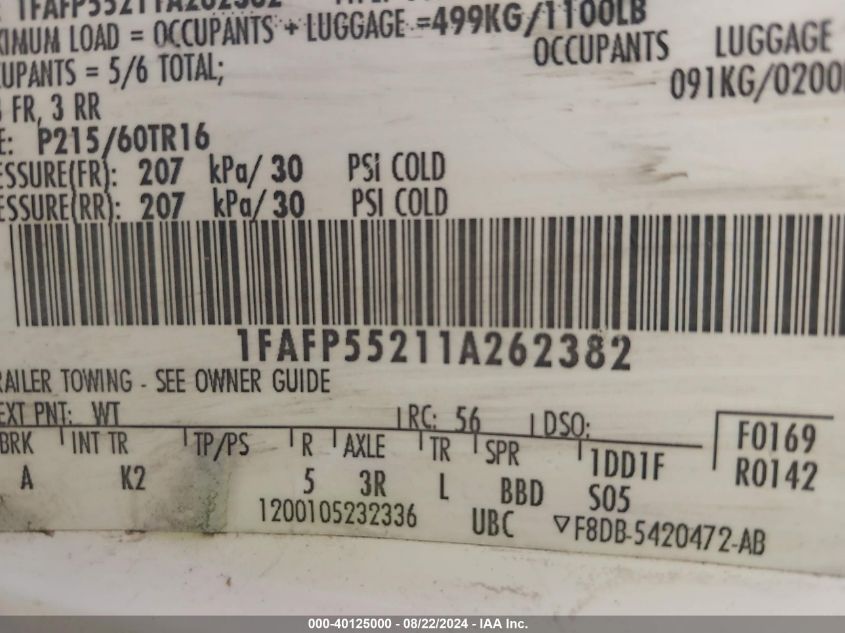 1FAFP55211A262382
XIMUM LOAD = OCCUPANTS + LUGGAGE =499KG/1100LB
OCCUPANTS LUGGAGE
UPANTS = 5/6 TOTAL; 091KG/0200
FR, 3 RR
E: P215/60TR16
ESSURE(FR): 207 kPa/ 30 PSI COLD
ESSURE(RR): 207 kPa/ 30 PSI COLD
1FAFP55211A262382
RAILER TOWING - SEE OWNER GUIDE
EXT PNT: WT RC: 56 DSO:
BRK INT TR TP/PS R AXLE TR SPR 1DD1F F0169
A K2 5 3R L BBD S05 R0142
1200105232336 UBC ▽F8DB-5420472-AB
000-40125000 - 08/22/2024 - IAA Inc.